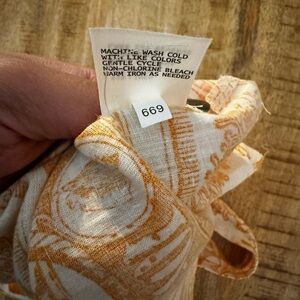 MACHINE WASH COLD
WITH LIKE COLORS
GENTLE CYCLE
NON-CHLORINE BLEACH
WARM IRON AS NEEDED
669